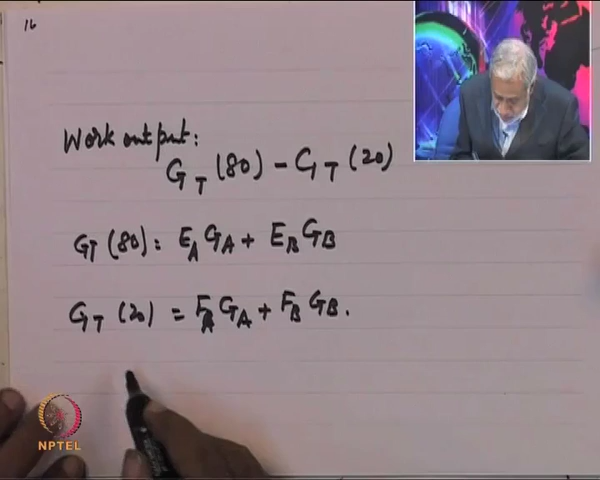 16
Work output:
G_T (80) - G_T (20)
G_T (80) : E_A G_A + E_B G_B
G_T (20) = F_A G_A + F_B G_B.
NPTEL